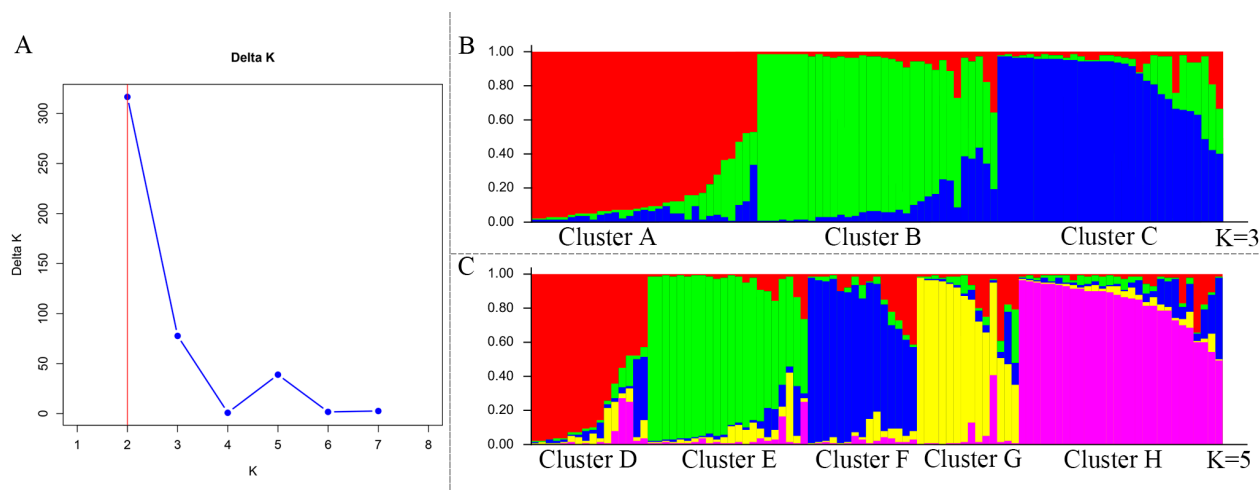 A
Delta K
Delta K
300
250
200
150
100
50
0
1 2 3 4 5 6 7 8
K
B
1.00
0.80
0.60
0.40
0.20
0.00
Cluster A Cluster B Cluster C K=3
C
1.00
0.80
0.60
0.40
0.20
0.00
Cluster D Cluster E Cluster F Cluster G Cluster H K=5